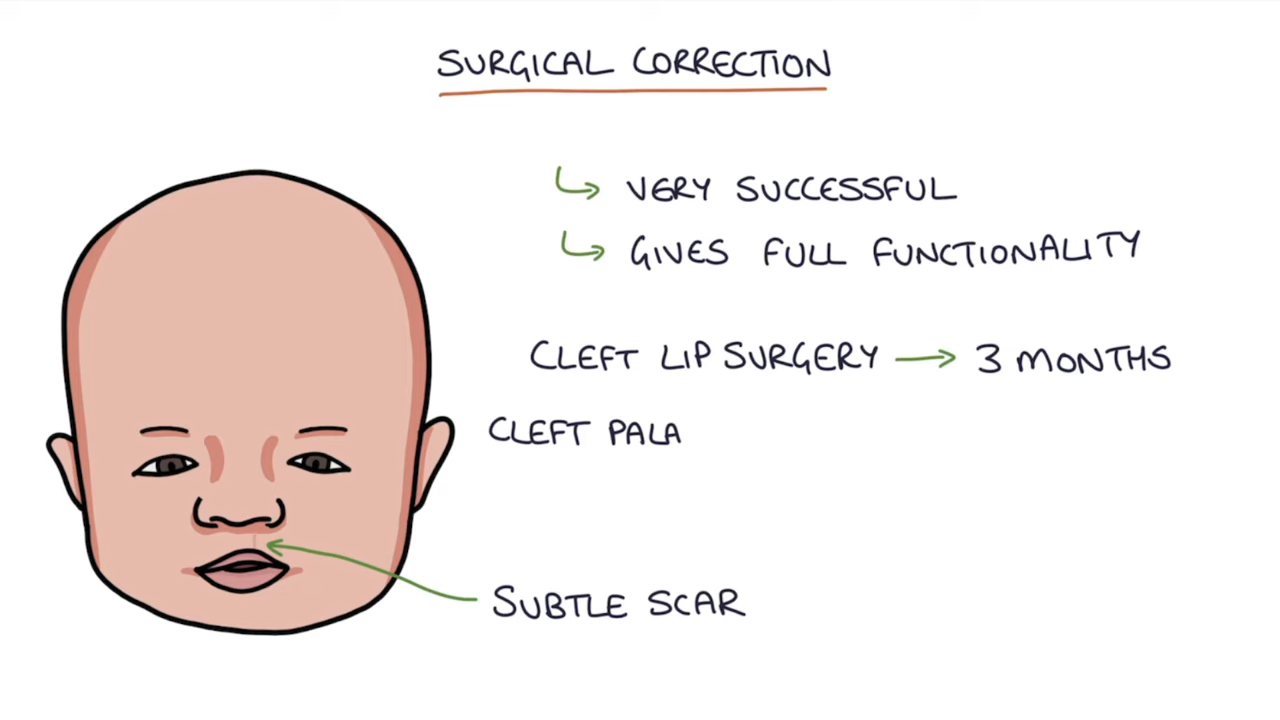 SURGICAL CORRECTION
VERY SUCCESSFUL
GIVES FULL FUNCTIONALITY
CLEFT LIP SURGERY → 3 MONTHS
CLEFT PALA
SUBTLE SCAR